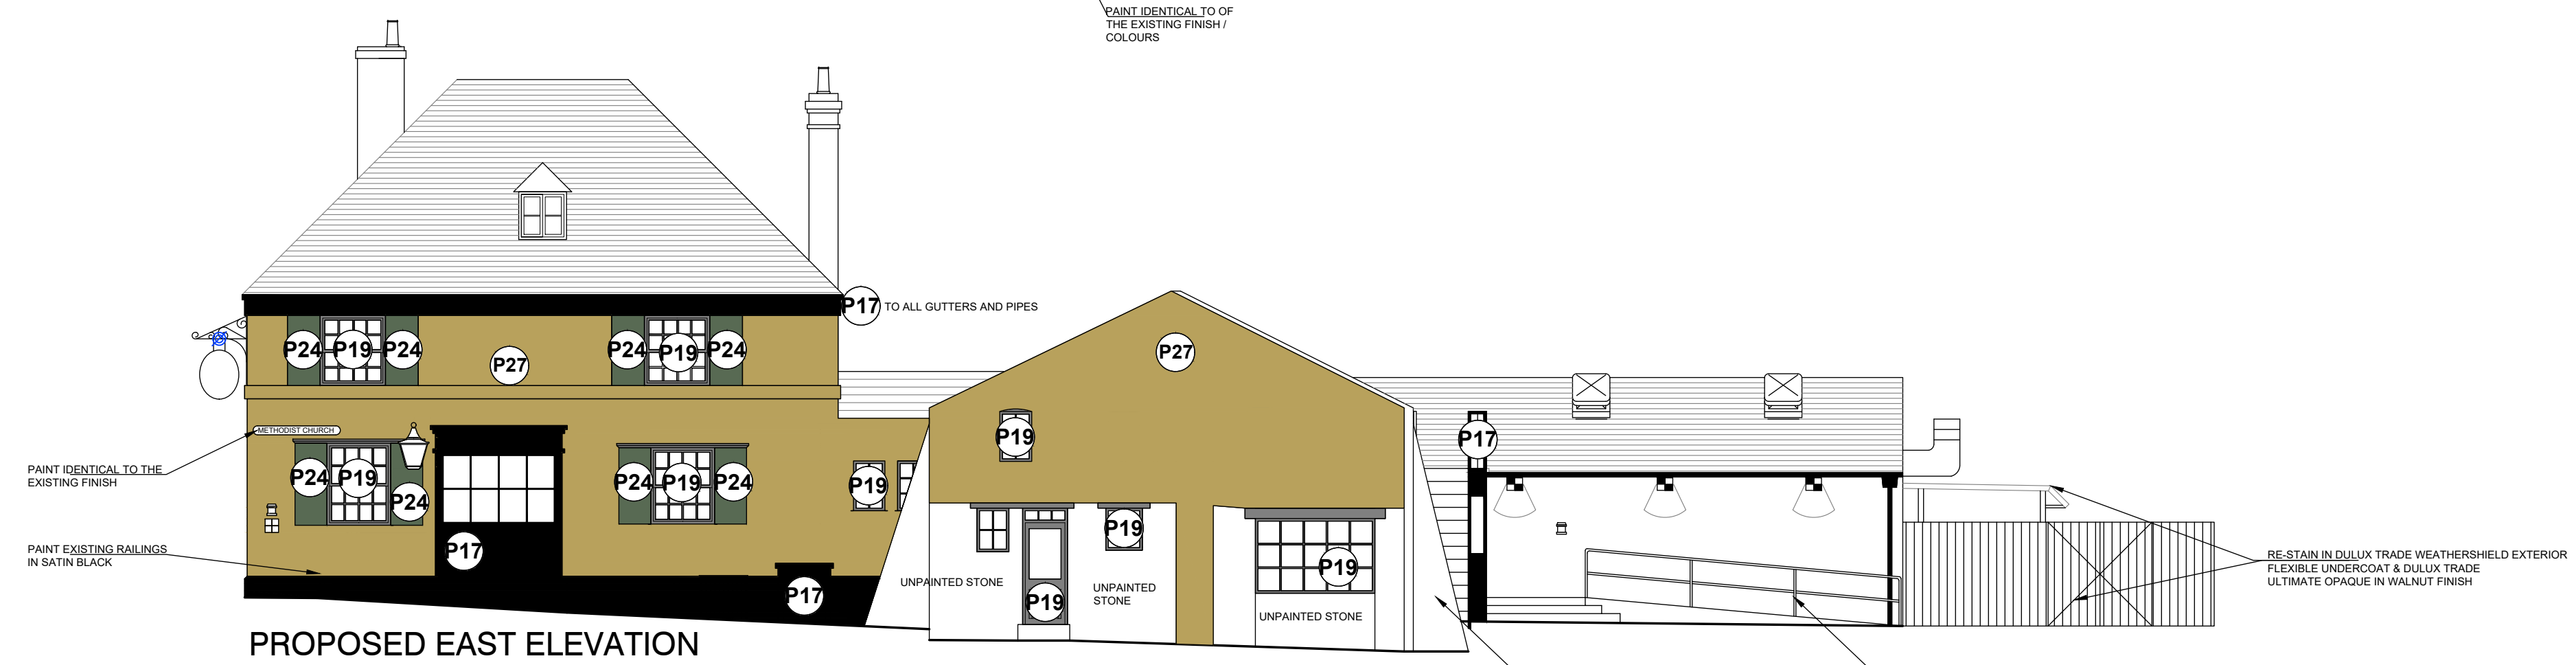 PAINT IDENTICAL TO OF
THE EXISTING FINISH /
COLOURS
P17 TO ALL GUTTERS AND PIPES
P24 P19 P24 P27 P24 P19 P24
P27
METHODIST CHURCH
P19
P17
PAINT IDENTICAL TO THE
EXISTING FINISH
P24 P19 P24
P24 P19 P24
P19
P19
P17
P19
PAINT EXISTING RAILINGS
IN SATIN BLACK
UNPAINTED STONE
UNPAINTED
STONE
P17
P19
UNPAINTED STONE
RE-STAIN IN DULUX TRADE WEATHERSHIELD EXTERIOR
FLEXIBLE UNDERCOAT & DULUX TRADE
ULTIMATE OPAQUE IN WALNUT FINISH
PROPOSED EAST ELEVATION